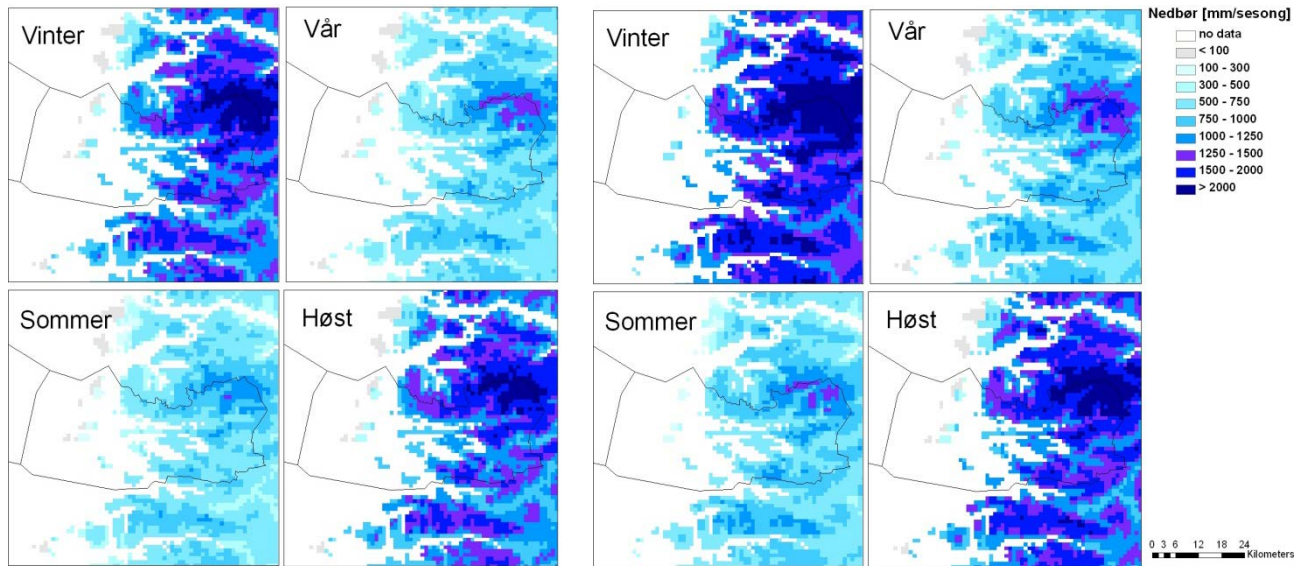 Vinter
Vår
Sommer
Høst
Vinter
Vår
Sommer
Høst
Nedbør [mm/sesong]
no data
< 100
100 - 300
300 - 500
500 - 750
750 - 1000
1000 - 1250
1250 - 1500
1500 - 2000
> 2000
0 3 6 12 18 24
Kilometers